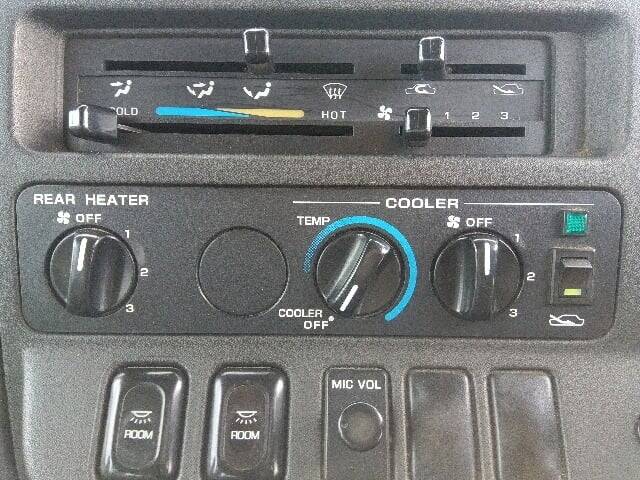 OLD
HOT
1 2 3
REAR HEATER
OFF
1
2
3
COOLER
TEMP
COOLER
OFF
OFF
1
2
3
ROOM
ROOM
MIC VOL